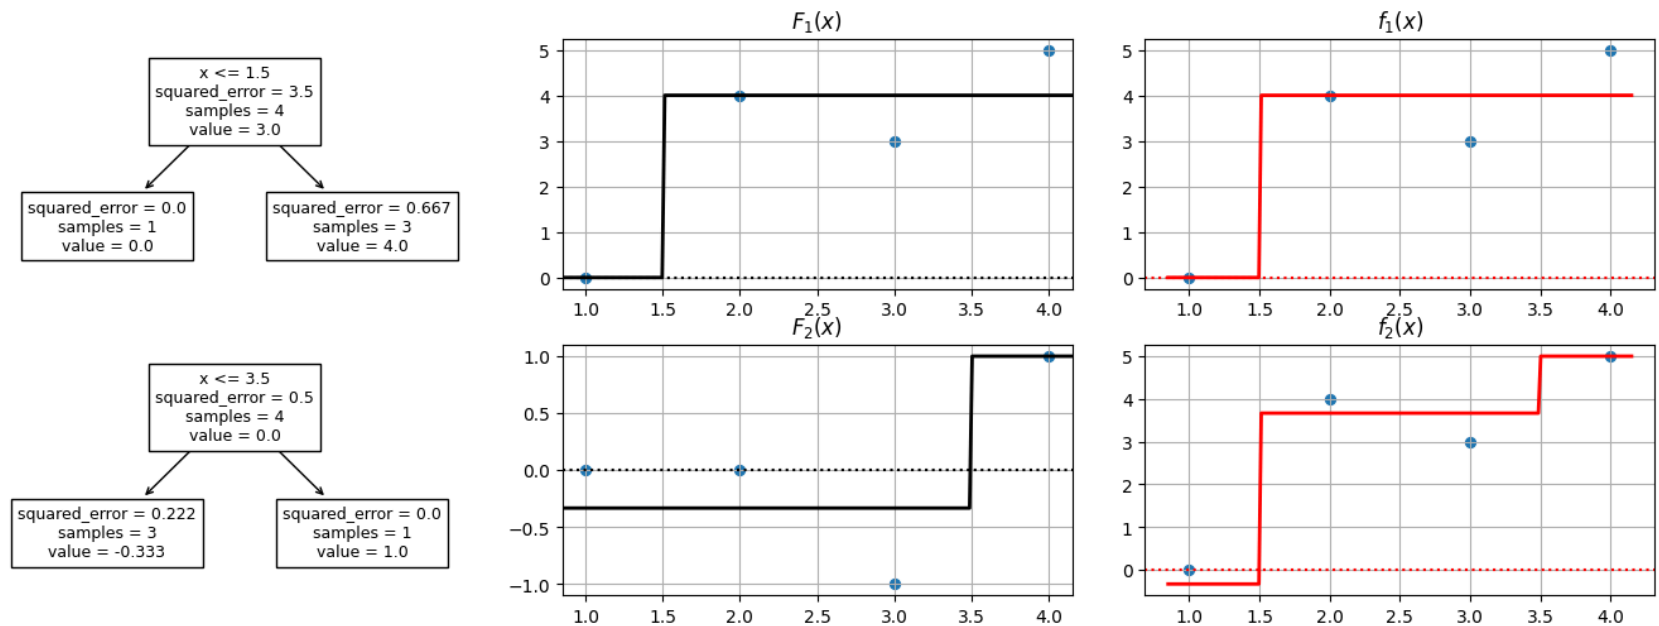 x <= 1.5
squared_error = 3.5
samples = 4
value = 3.0
squared_error = 0.0
samples = 1
value = 0.0
squared_error = 0.667
samples = 3
value = 4.0
F₁(x)
5
4
3
2
1
0
1.0 1.5 2.0 2.5 3.0 3.5 4.0
f₁(x)
5
4
3
2
1
0
1.0 1.5 2.0 2.5 3.0 3.5 4.0
x <= 3.5
squared_error = 0.5
samples = 4
value = 0.0
squared_error = 0.222
samples = 3
value = -0.333
squared_error = 0.0
samples = 1
value = 1.0
F₂(x)
1.0
0.5
0.0
−0.5
−1.0
1.0 1.5 2.0 2.5 3.0 3.5 4.0
f₂(x)
5
4
3
2
1
0
1.0 1.5 2.0 2.5 3.0 3.5 4.0